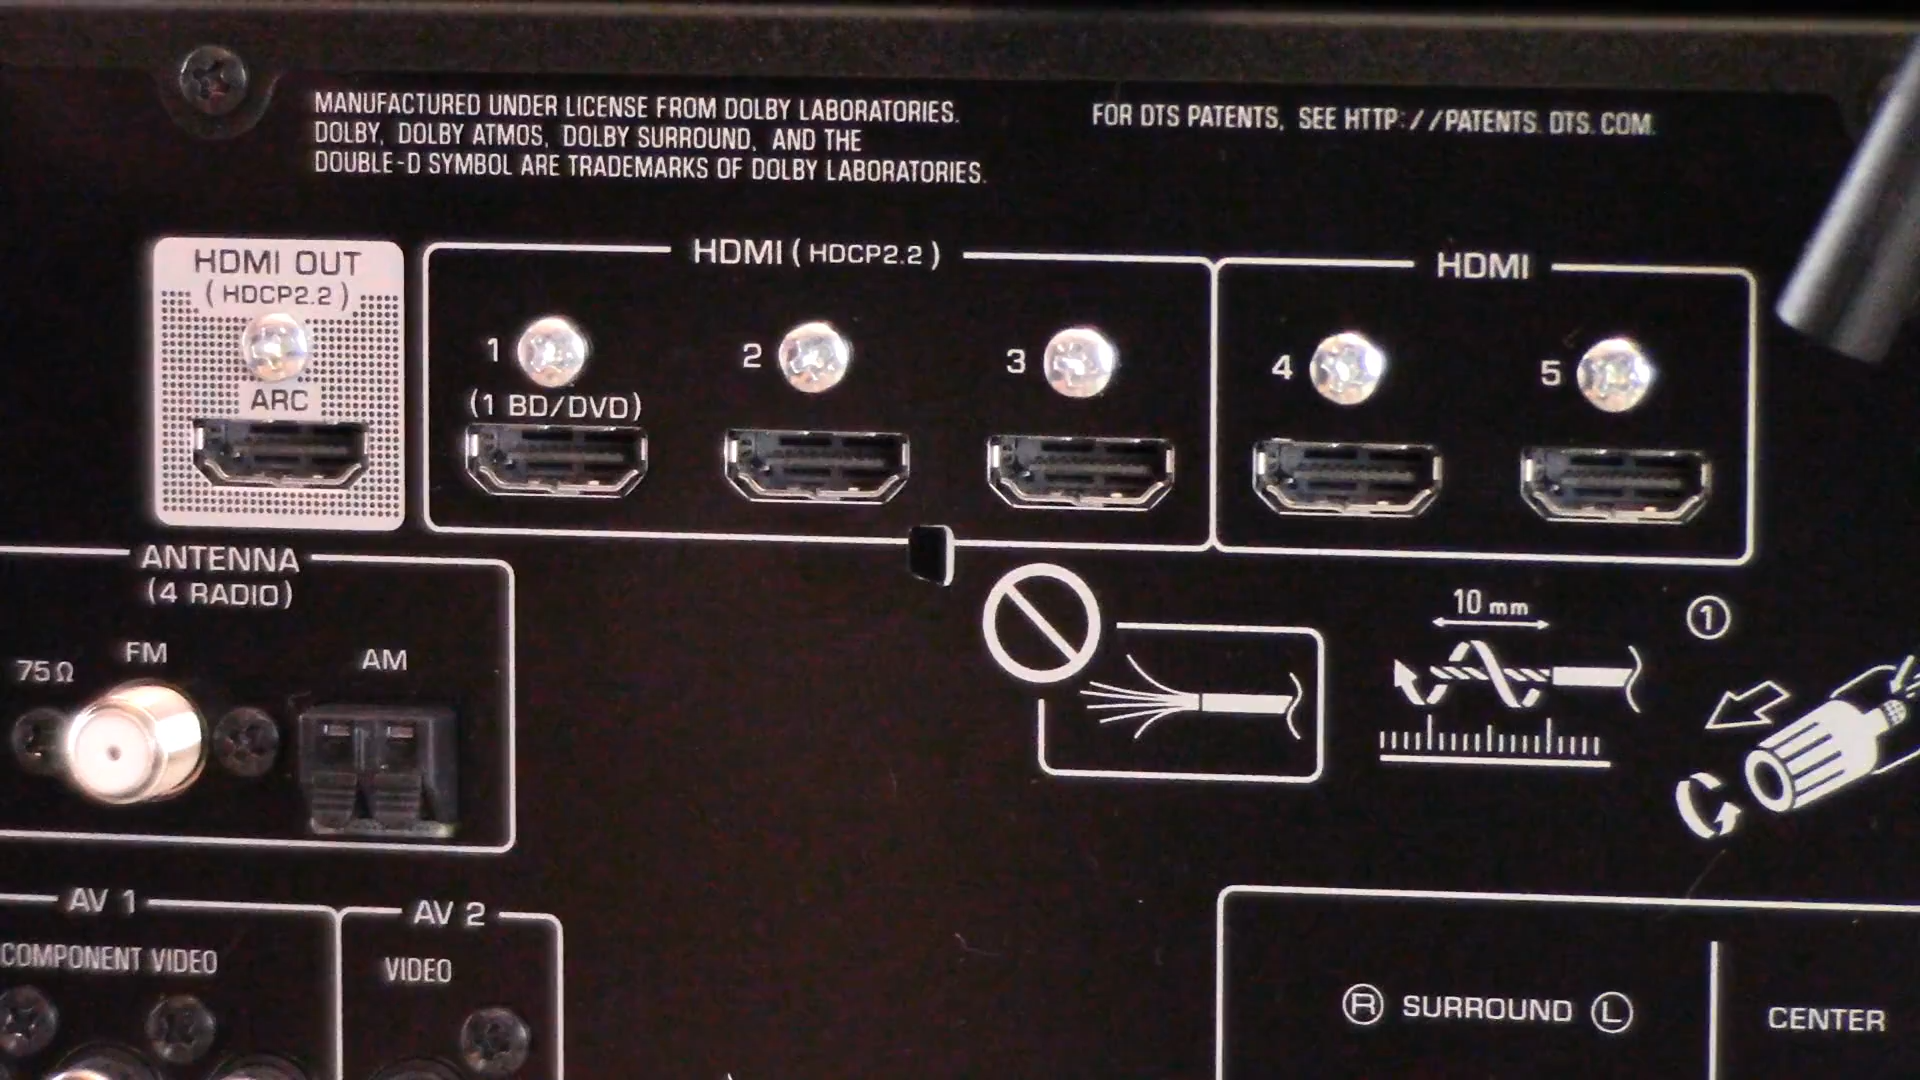 MANUFACTURED UNDER LICENSE FROM DOLBY LABORATORIES.
DOLBY, DOLBY ATMOS, DOLBY SURROUND, AND THE
DOUBLE-D SYMBOL ARE TRADEMARKS OF DOLBY LABORATORIES.
FOR DTS PATENTS, SEE HTTP://PATENTS.DTS.COM.
HDMI OUT
(HDCP2.2)
ARC
HDMI (HDCP2.2)
1
(1 BD/DVD)
2
3
HDMI
4
5
ANTENNA
(4 RADIO)
75Ω
FM
AM
10 mm
①
AV 1
COMPONENT VIDEO
AV 2
VIDEO
Ⓡ SURROUND Ⓛ
CENTER